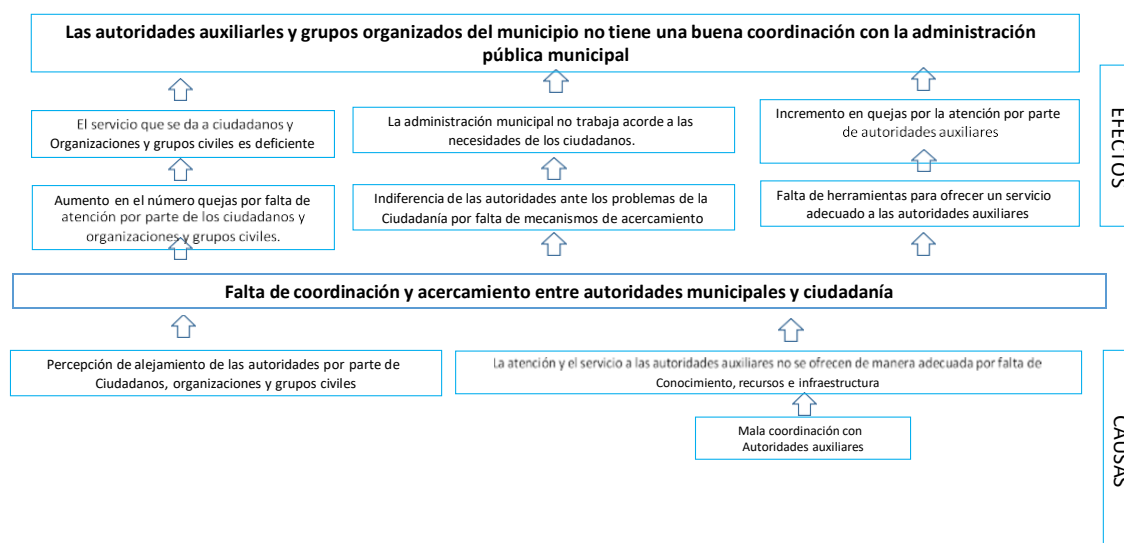 Las autoridades auxiliarles y grupos organizados del municipio no tiene una buena coordinación con la administración
pública municipal
El servicio que se da a ciudadanos y
Organizaciones y grupos civiles es deficiente
La administración municipal no trabaja acorde a las
necesidades de los ciudadanos.
Incremento en quejas por la atención por parte
de autoridades auxiliares
EFECTOS
Aumento en el número quejas por falta de
atención por parte de los ciudadanos y
organizaciones y grupos civiles.
Indiferencia de las autoridades ante los problemas de la
Ciudadanía por falta de mecanismos de acercamiento
Falta de herramientas para ofrecer un servicio
adecuado a las autoridades auxiliares
Falta de coordinación y acercamiento entre autoridades municipales y ciudadanía
Percepción de alejamiento de las autoridades por parte de
Ciudadanos, organizaciones y grupos civiles
La atención y el servicio a las autoridades auxiliares no se ofrecen de manera adecuada por falta de
Conocimiento, recursos e infraestructura
Mala coordinación con
Autoridades auxiliares
CAUSAS